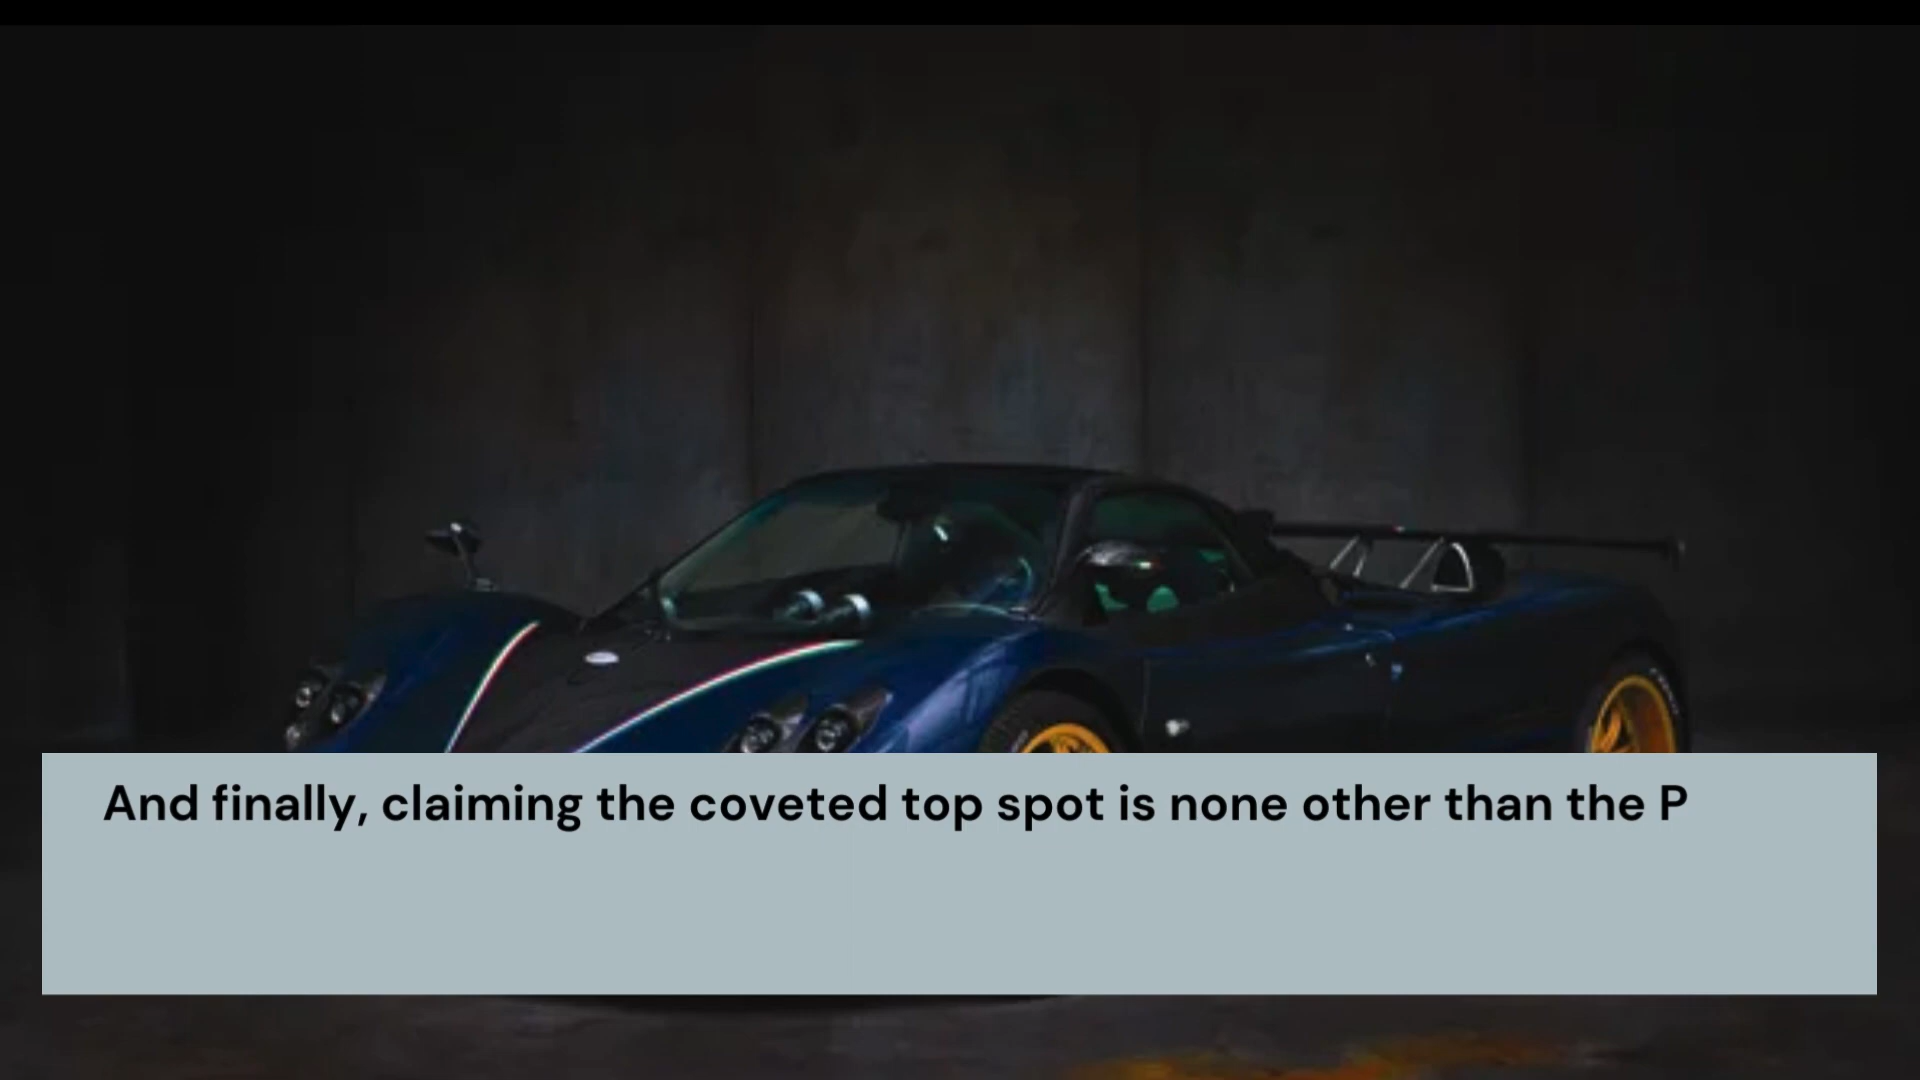 And finally, claiming the coveted top spot is none other than the P